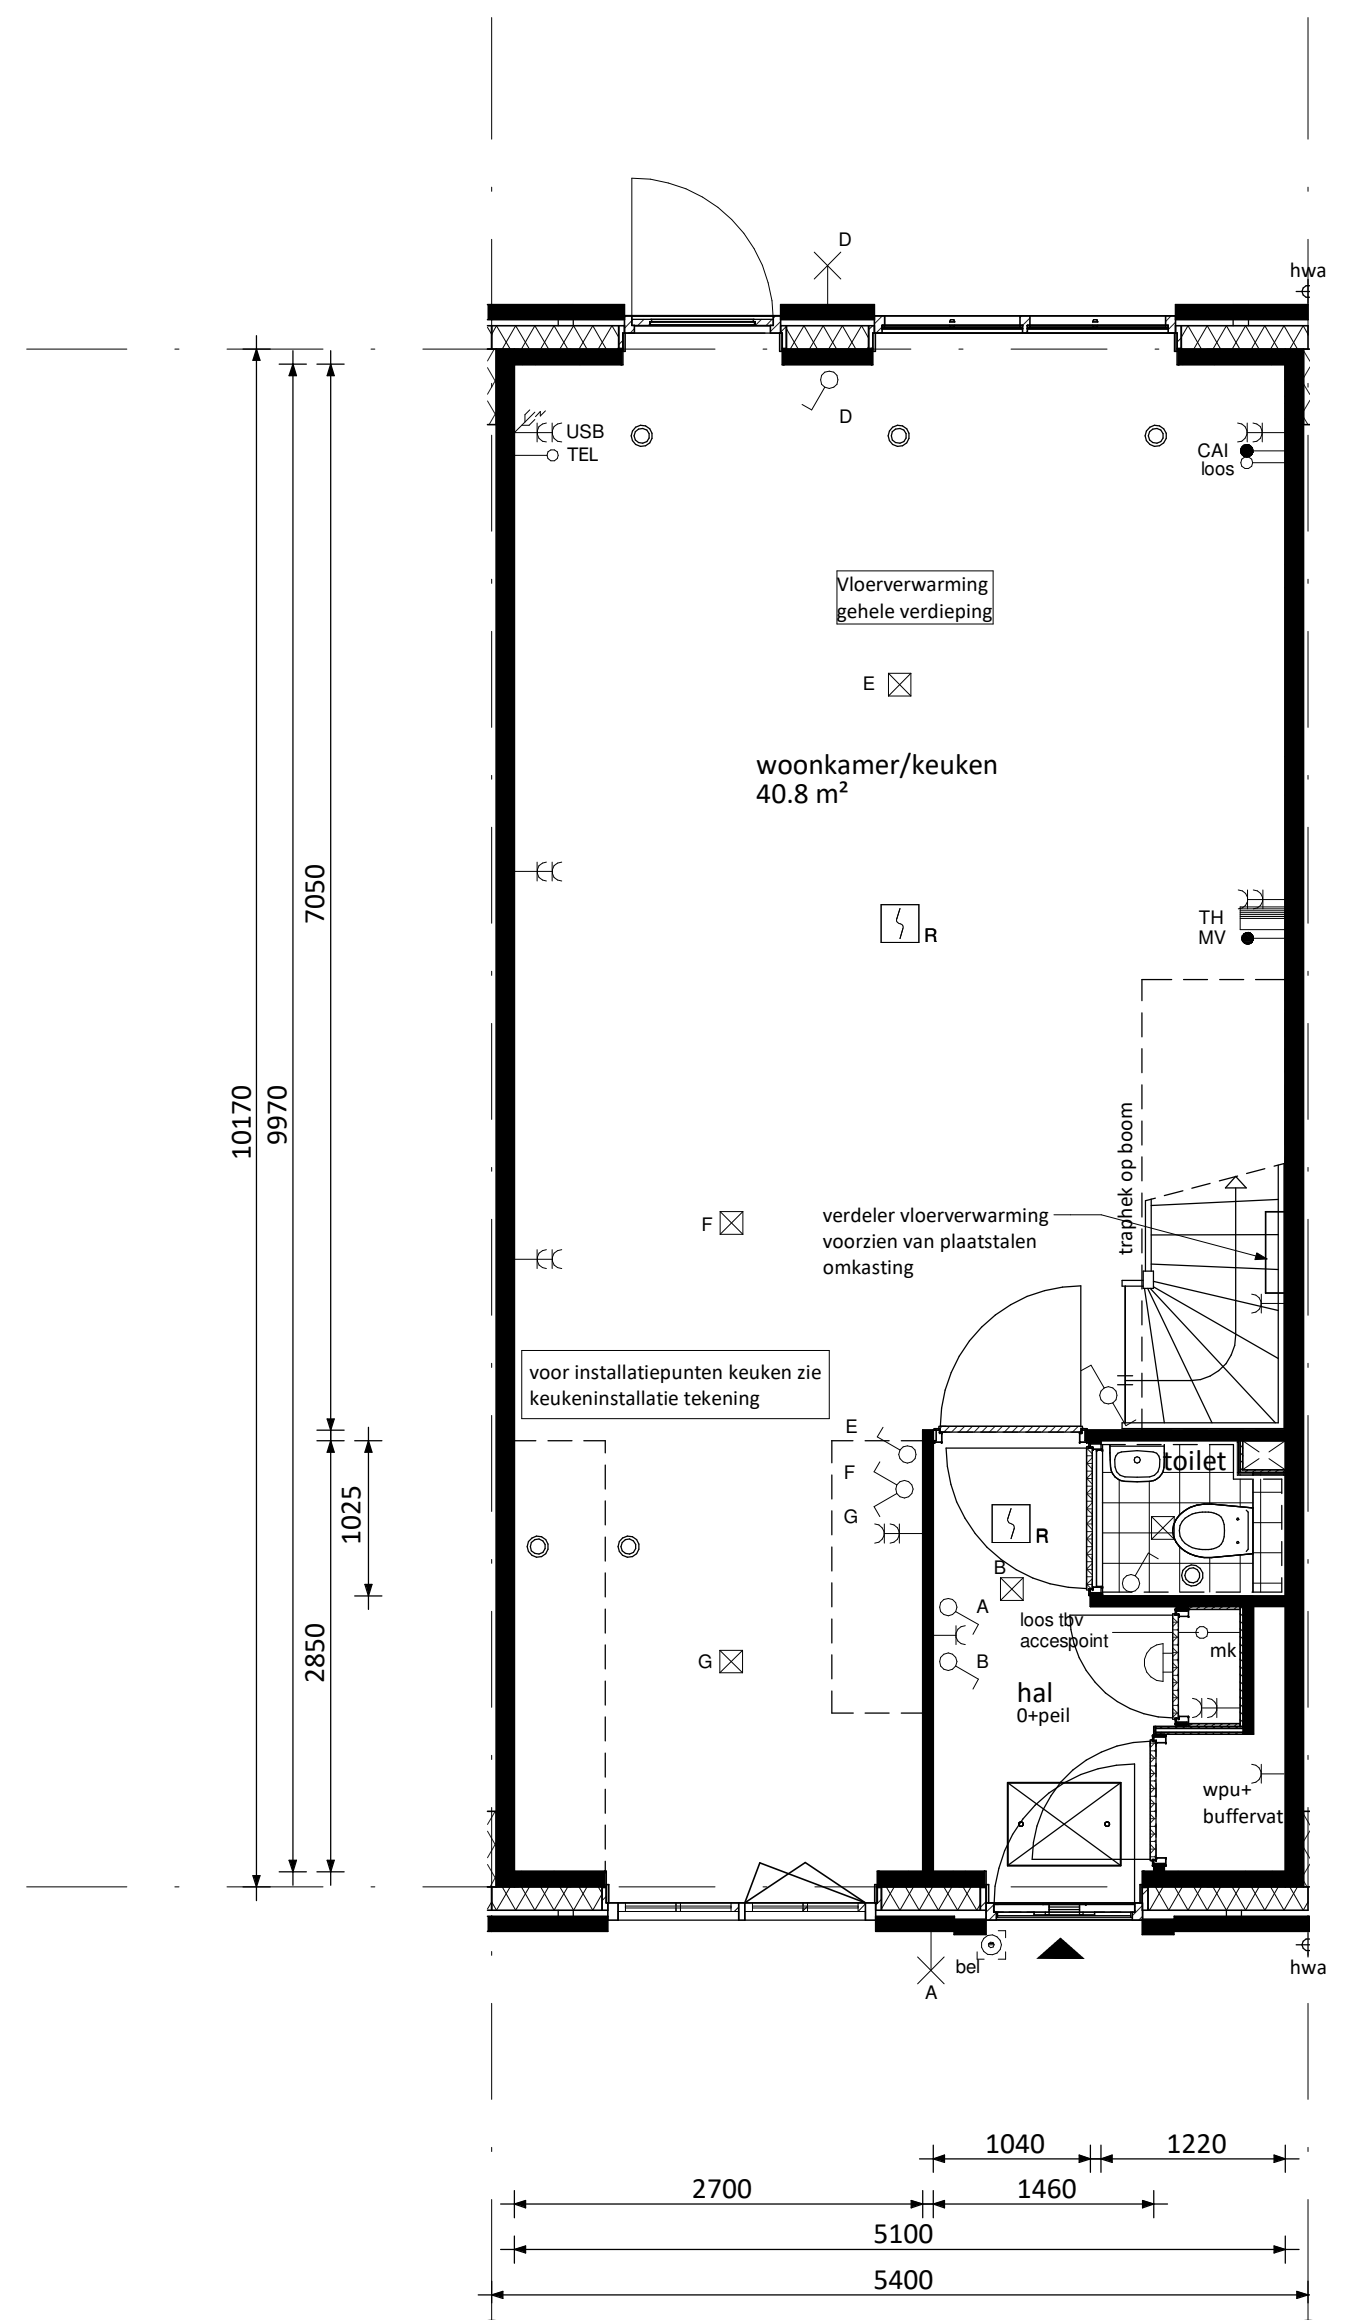 D
hwa
D
USB
TEL
CAI
loos
Vloerverwarming
gehele verdieping
E
woonkamer/keuken
40.8 m²
7050
R
TH
MV
10170
9970
traphek op boom
F
verdeler vloerverwarming
voorzien van plaatstalen
omkasting
voor installatiepunten keuken zie
keukeninstallatie tekening
E
F
G
toilet
1025
R
B
A
loos tbv
accespoint
mk
B
2850
G
hal
0+peil
wpu+
buffervat
bel
A
hwa
1040
1220
2700
1460
5100
5400